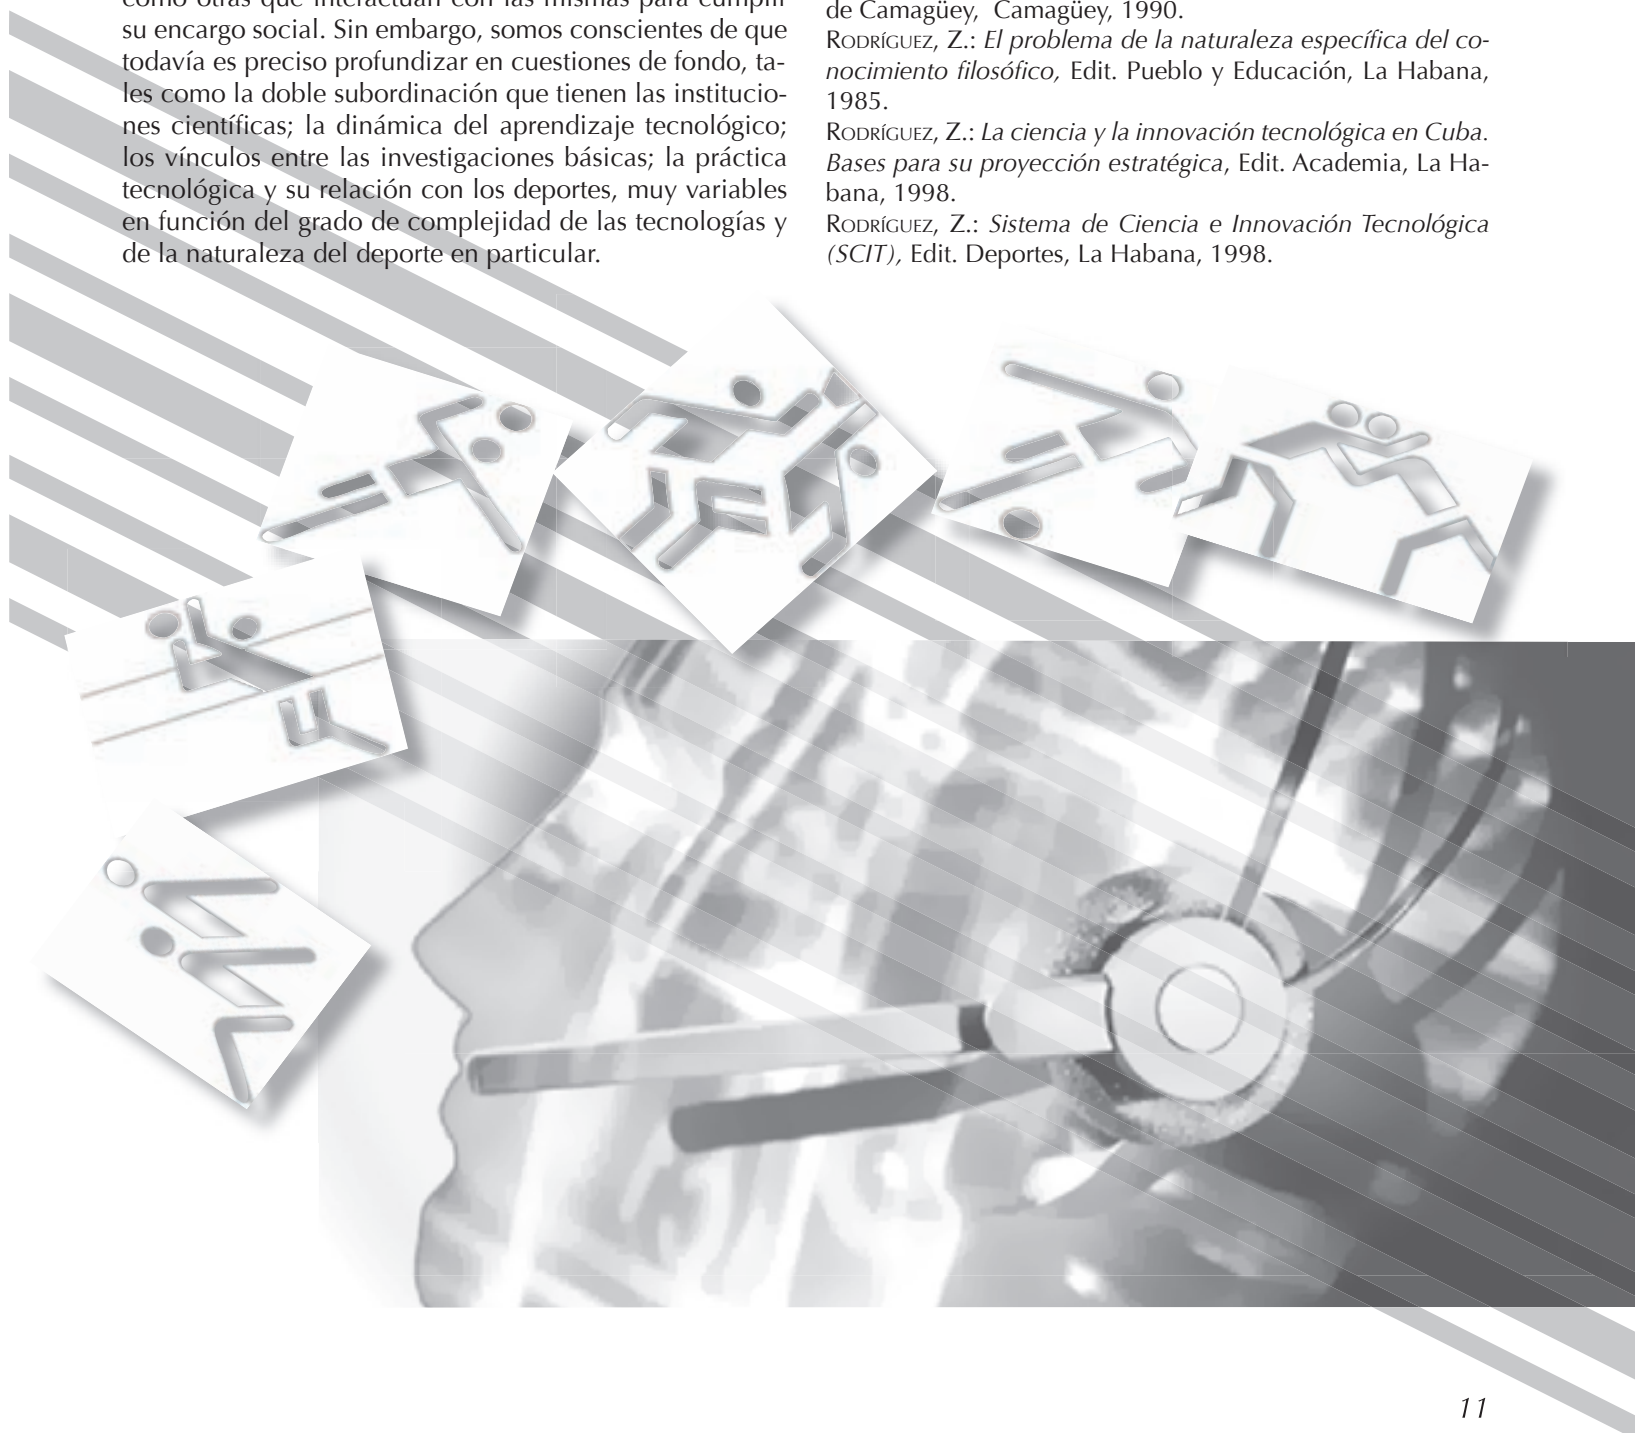 como otras que interactúan con las mismas para cumplir
su encargo social. Sin embargo, somos conscientes de que
todavía es preciso profundizar en cuestiones de fondo, ta-
les como la doble subordinación que tienen las institucio-
nes científicas; la dinámica del aprendizaje tecnológico;
los vínculos entre las investigaciones básicas; la práctica
tecnológica y su relación con los deportes, muy variables
en función del grado de complejidad de las tecnologías y
de la naturaleza del deporte en particular.
de Camagüey, Camagüey, 1990.
RODRÍGUEZ, Z.: El problema de la naturaleza específica del co-
nocimiento filosófico, Edit. Pueblo y Educación, La Habana,
1985.
RODRÍGUEZ, Z.: La ciencia y la innovación tecnológica en Cuba.
Bases para su proyección estratégica, Edit. Academia, La Ha-
bana, 1998.
RODRÍGUEZ, Z.: Sistema de Ciencia e Innovación Tecnológica
(SCIT), Edit. Deportes, La Habana, 1998.
11